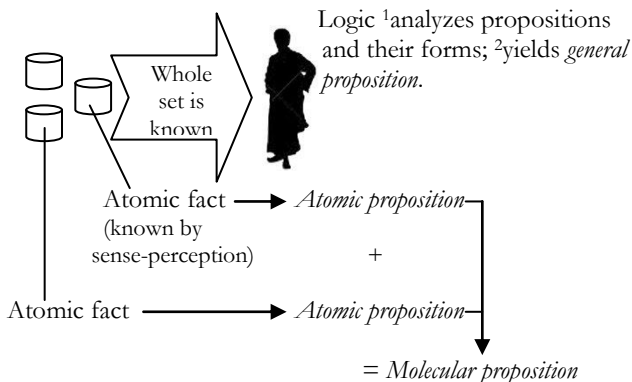 Logic ¹analyzes propositions
and their forms; ²yields general
proposition.
Whole
set is
known
Atomic fact
(known by
sense-perception)
Atomic proposition
+
Atomic fact
Atomic proposition
= Molecular proposition